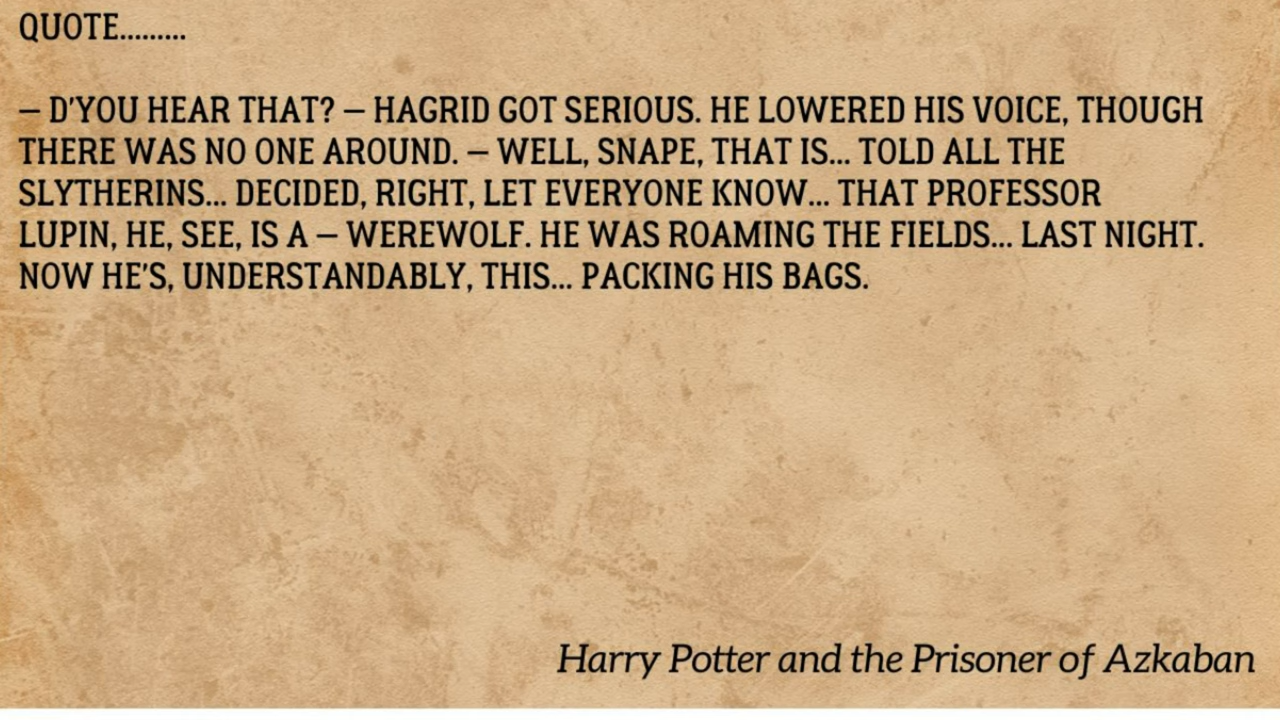 QUOTE.........
– D'YOU HEAR THAT? – HAGRID GOT SERIOUS. HE LOWERED HIS VOICE, THOUGH
THERE WAS NO ONE AROUND. – WELL, SNAPE, THAT IS... TOLD ALL THE
SLYTHERINS... DECIDED, RIGHT, LET EVERYONE KNOW... THAT PROFESSOR
LUPIN, HE, SEE, IS A – WEREWOLF. HE WAS ROAMING THE FIELDS... LAST NIGHT.
NOW HE'S, UNDERSTANDABLY, THIS... PACKING HIS BAGS.
Harry Potter and the Prisoner of Azkaban